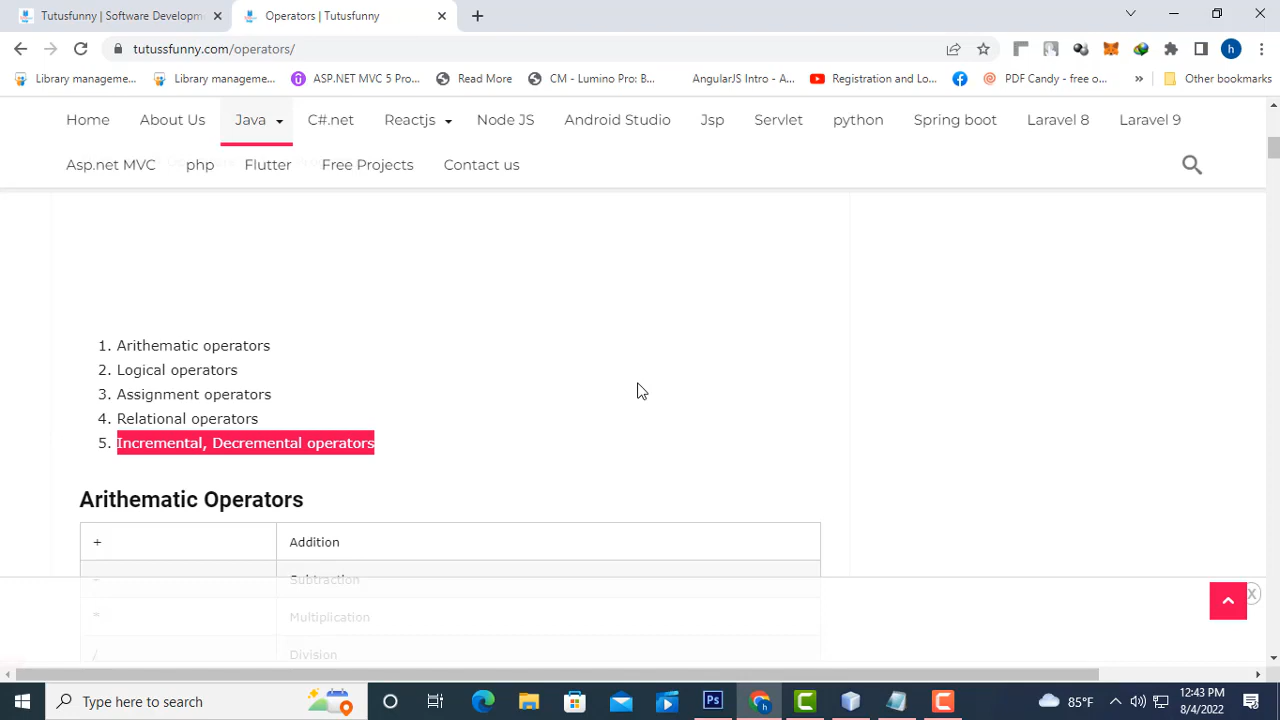 Tutusfunny | Software Developm
Operators | Tutusfunny
tutussfunny.com/operators/
h
Library manageme...
Library manageme...
ASP.NET MVC 5 Pro...
Read More
CM - Lumino Pro: B...
AngularJS Intro - A...
Registration and Lo...
PDF Candy – free o...
»
Other bookmarks
Home
About Us
Java
C#.net
Reactjs
Node JS
Android Studio
Jsp
Servlet
python
Spring boot
Laravel 8
Laravel 9
Asp.net MVC
php
Flutter
Free Projects
Contact us
1. Arithematic operators
2. Logical operators
3. Assignment operators
4. Relational operators
5. Incremental, Decremental operators
Arithematic Operators
+ Addition
- Subtraction
* Multiplication
/ Division
X
Type here to search
Ps
h
85°F
12:43 PM
8/4/2022